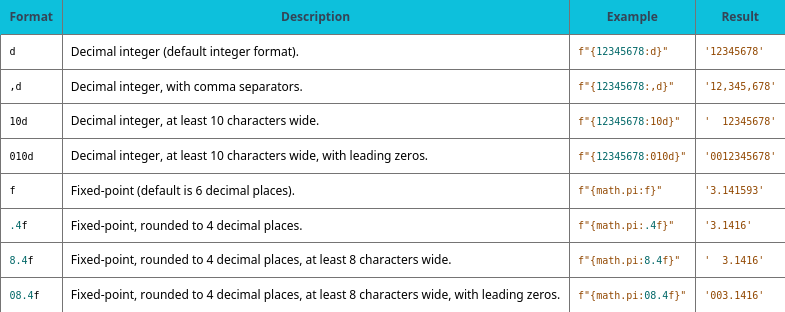 Format Description Example Result
d Decimal integer (default integer format). f"{12345678:d}" '12345678'
,d Decimal integer, with comma separators. f"{12345678:,d}" '12,345,678'
10d Decimal integer, at least 10 characters wide. f"{12345678:10d}" '  12345678'
010d Decimal integer, at least 10 characters wide, with leading zeros. f"{12345678:010d}" '0012345678'
f Fixed-point (default is 6 decimal places). f"{math.pi:f}" '3.141593'
.4f Fixed-point, rounded to 4 decimal places. f"{math.pi:.4f}" '3.1416'
8.4f Fixed-point, rounded to 4 decimal places, at least 8 characters wide. f"{math.pi:8.4f}" '  3.1416'
08.4f Fixed-point, rounded to 4 decimal places, at least 8 characters wide, with leading zeros. f"{math.pi:08.4f}" '003.1416'